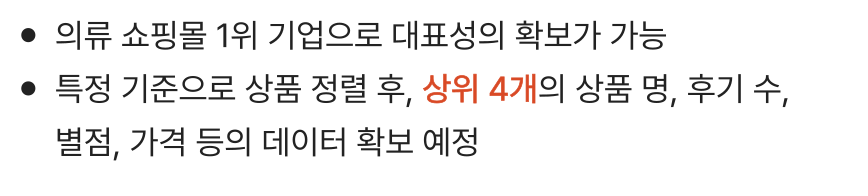 • 의류 쇼핑몰 1위 기업으로 대표성의 확보가 가능
• 특정 기준으로 상품 정렬 후, 상위 4개의 상품 명, 후기 수,
별점, 가격 등의 데이터 확보 예정